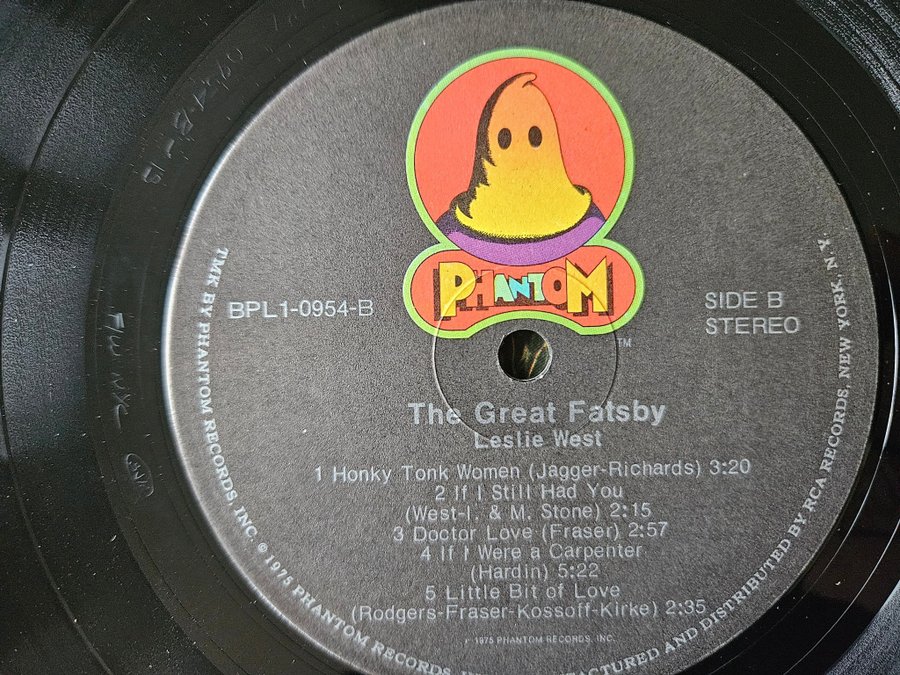 PHANTOM
TM
BPL1-0954-B
SIDE B
STEREO
The Great Fatsby
Leslie West
1 Honky Tonk Women (Jagger-Richards) 3:20
2 If I Still Had You
(West-I. & M. Stone) 2:15
3 Doctor Love (Fraser) 2:57
4 If I Were a Carpenter
(Hardin) 5:22
5 Little Bit of Love
(Rodgers-Fraser-Kossoff-Kirke) 2:35
℗ 1975 PHANTOM RECORDS, INC.
TMK BY PHANTOM RECORDS, INC. © 1975 PHANTOM RECORDS, AND DISTRIBUTED BY RCA RECORDS, NEW YORK, N.Y.